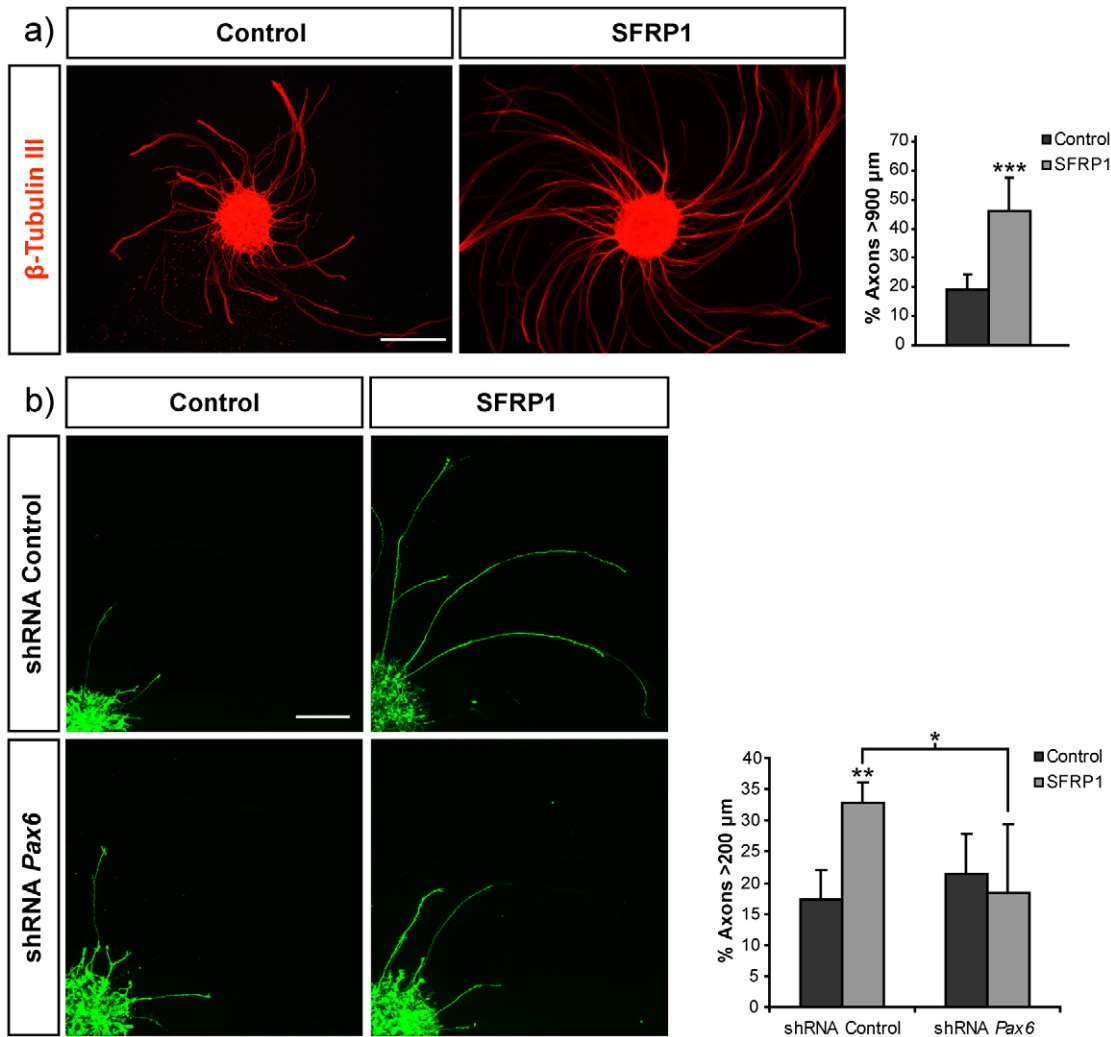 a)
Control
SFRP1
β-Tubulin III
% Axons >900 µm
70
60
50
40
30
20
10
0
***
Control
SFRP1
b)
Control
SFRP1
shRNA Control
shRNA Pax6
% Axons >200 µm
40
35
30
25
20
15
10
5
0
**
*
Control
SFRP1
shRNA Control
shRNA Pax6